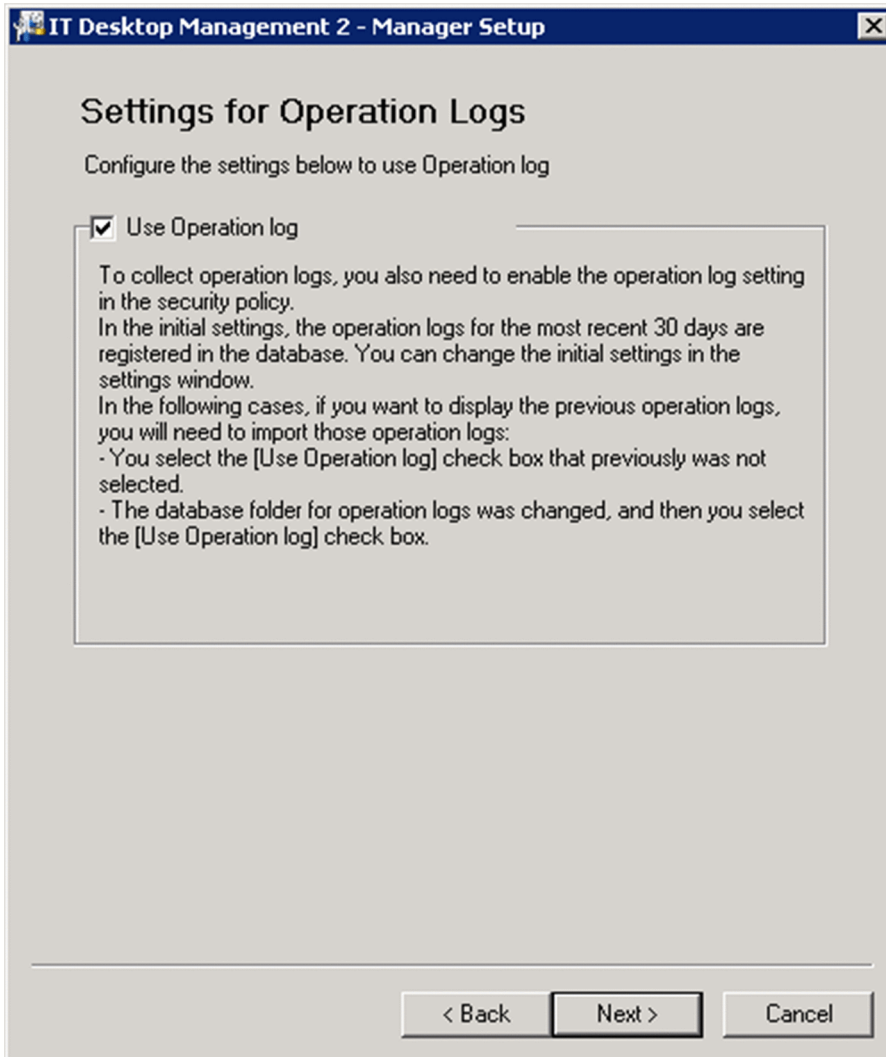 IT Desktop Management 2 - Manager Setup
Settings for Operation Logs
Configure the settings below to use Operation log
Use Operation log
To collect operation logs, you also need to enable the operation log setting
in the security policy.
In the initial settings, the operation logs for the most recent 30 days are
registered in the database. You can change the initial settings in the
settings window.
In the following cases, if you want to display the previous operation logs,
you will need to import those operation logs:
- You select the [Use Operation log] check box that previously was not
selected.
- The database folder for operation logs was changed, and then you select
the [Use Operation log] check box.
< Back Next > Cancel